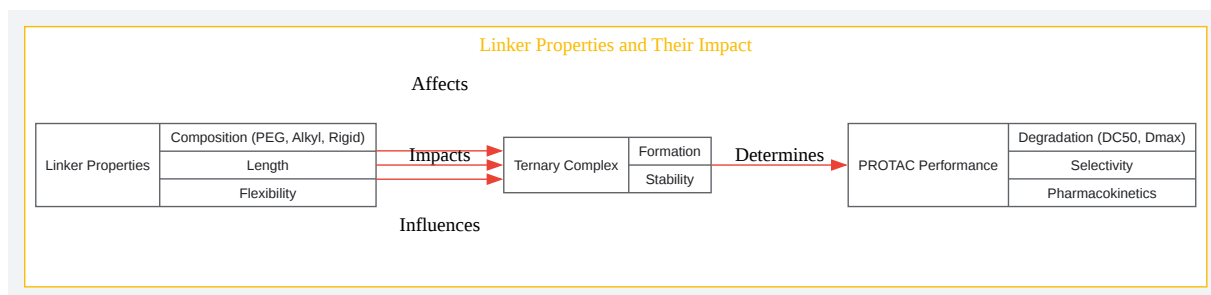 Linker Properties and Their Impact
Affects
Linker Properties
Composition (PEG, Alkyl, Rigid)
Length
Flexibility
Impacts
Influences
Ternary Complex
Formation
Stability
Determines
PROTAC Performance
Degradation (DC50, Dmax)
Selectivity
Pharmacokinetics